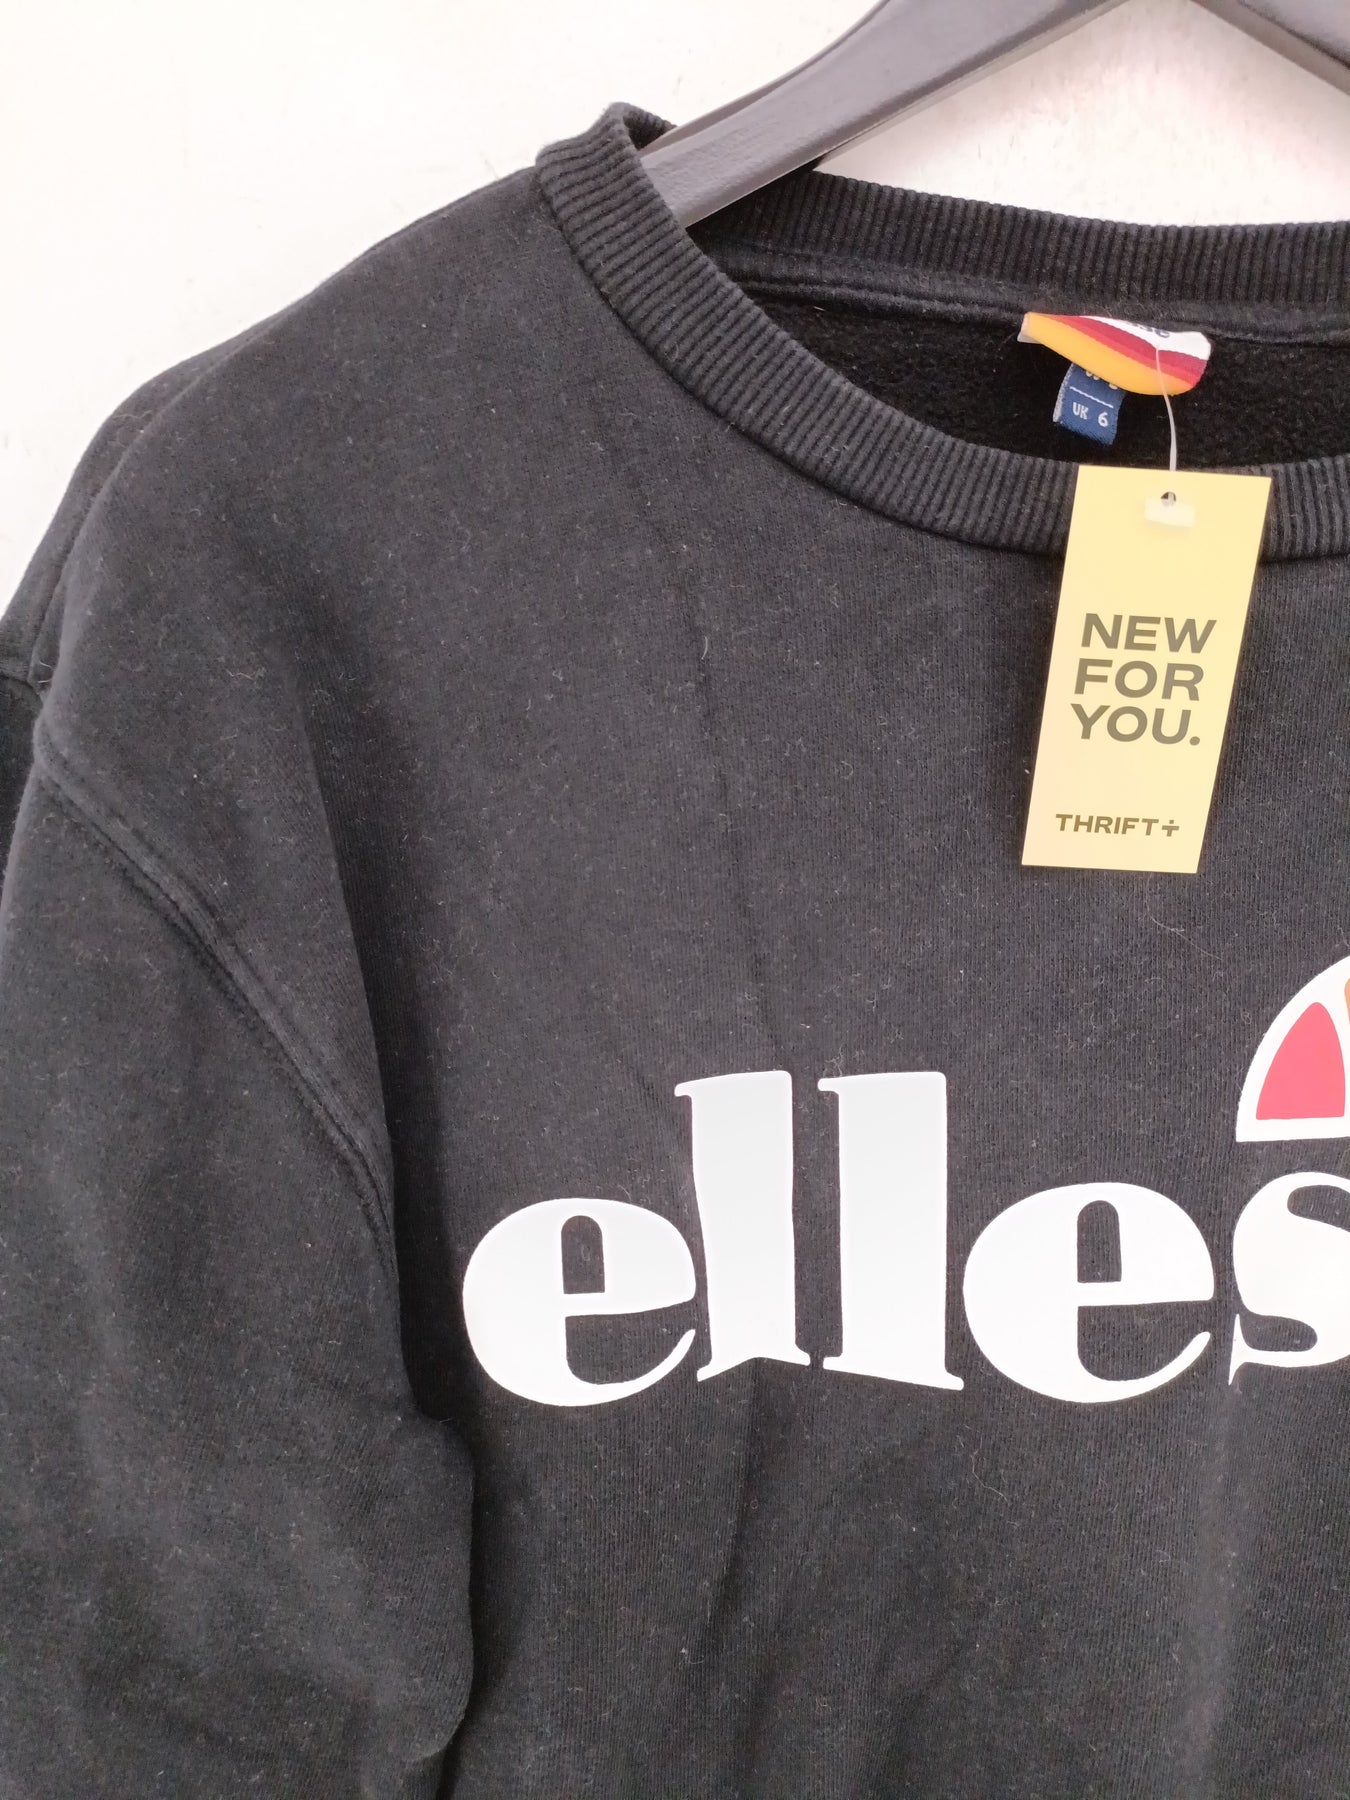 UK 6
NEW
FOR
YOU.
THRIFT+
elles